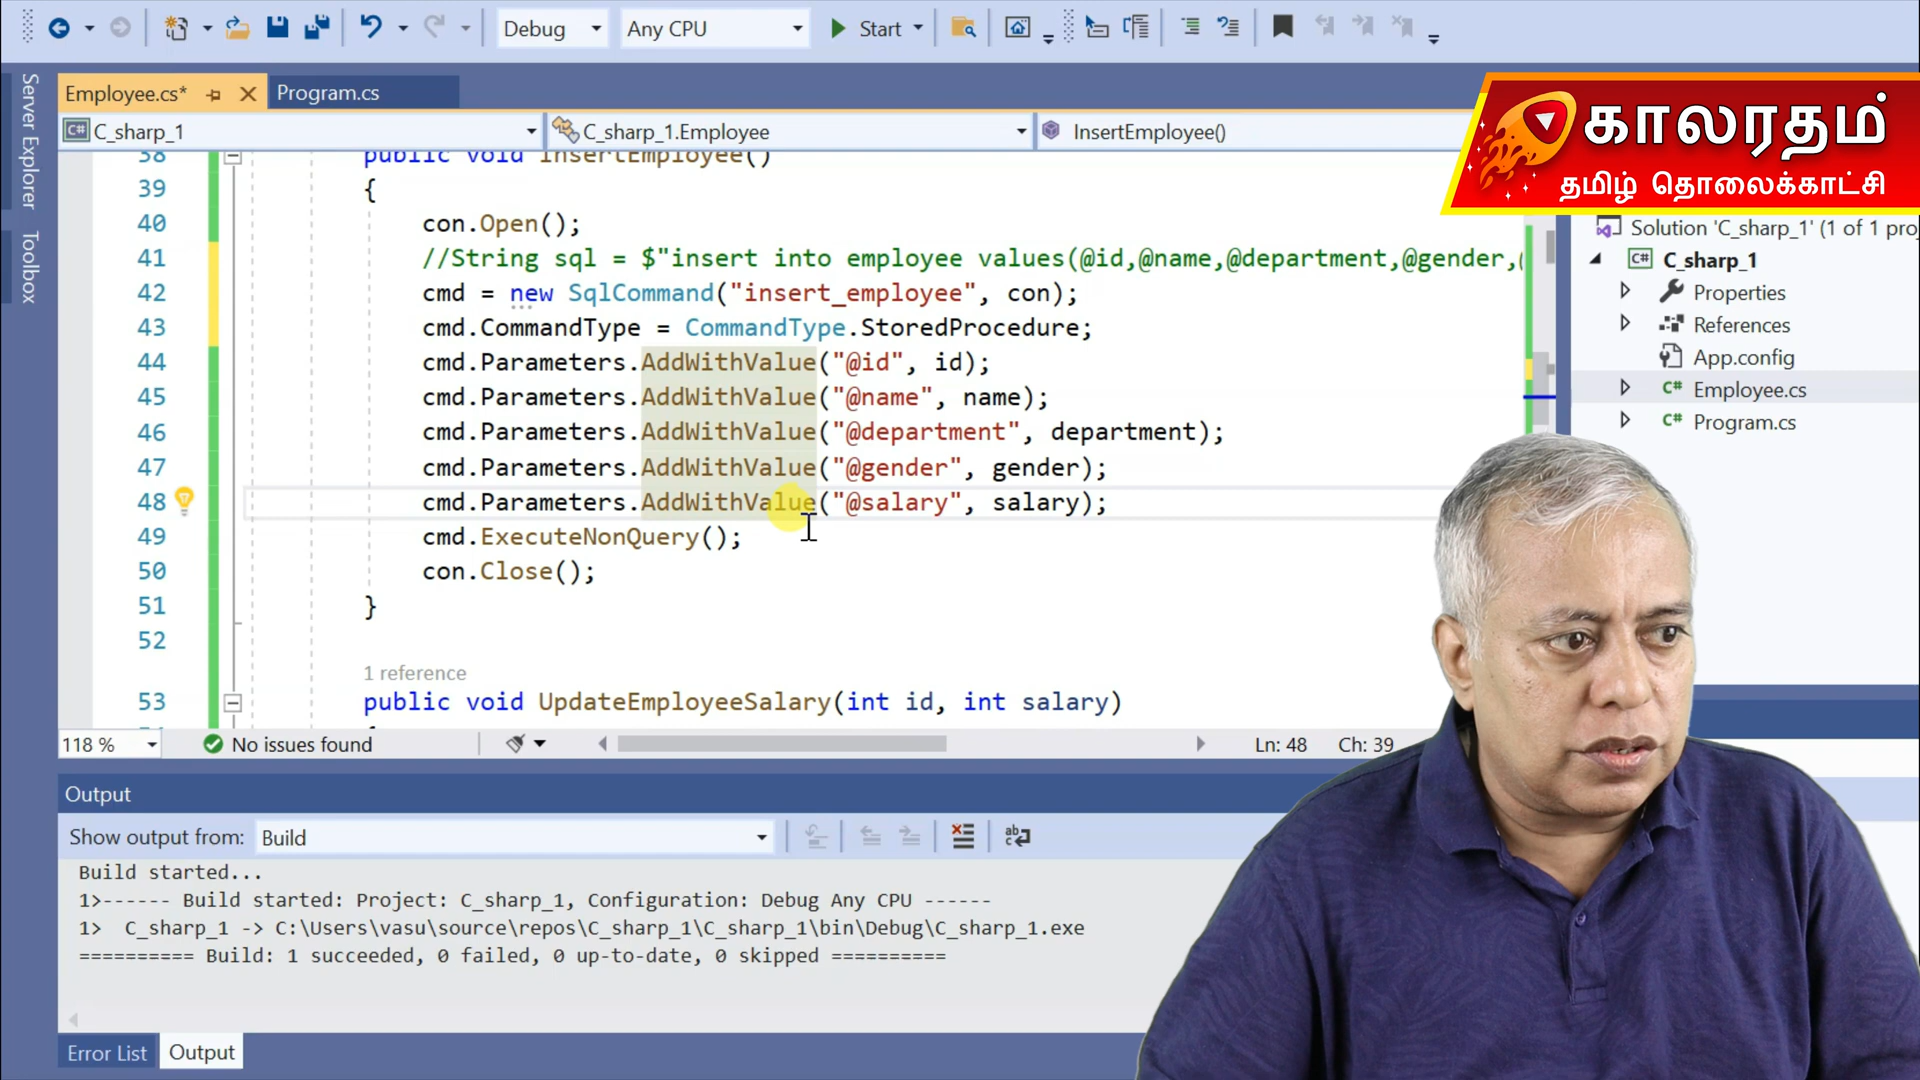 Debug
Any CPU
Start
Server Explorer
Toolbox
Employee.cs*
Program.cs
C_sharp_1
C_sharp_1.Employee
InsertEmployee()
காலரதம்
தமிழ் தொலைக்காட்சி
38 public void InsertEmployee()
39 {
40 con.Open();
41 //String sql = $"insert into employee values(@id,@name,@department,@gender,
42 cmd = new SqlCommand("insert_employee", con);
43 cmd.CommandType = CommandType.StoredProcedure;
44 cmd.Parameters.AddWithValue("@id", id);
45 cmd.Parameters.AddWithValue("@name", name);
46 cmd.Parameters.AddWithValue("@department", department);
47 cmd.Parameters.AddWithValue("@gender", gender);
48 cmd.Parameters.AddWithValue("@salary", salary);
49 cmd.ExecuteNonQuery();
50 con.Close();
51 }
52
1 reference
53 public void UpdateEmployeeSalary(int id, int salary)
Solution 'C_sharp_1' (1 of 1 proj
C_sharp_1
Properties
References
App.config
C# Employee.cs
C# Program.cs
118 %
No issues found
Ln: 48
Ch: 39
Output
Show output from:
Build
Build started...
1>------ Build started: Project: C_sharp_1, Configuration: Debug Any CPU ------
1> C_sharp_1 -> C:\Users\vasu\source\repos\C_sharp_1\C_sharp_1\bin\Debug\C_sharp_1.exe
========== Build: 1 succeeded, 0 failed, 0 up-to-date, 0 skipped ==========
Error List
Output